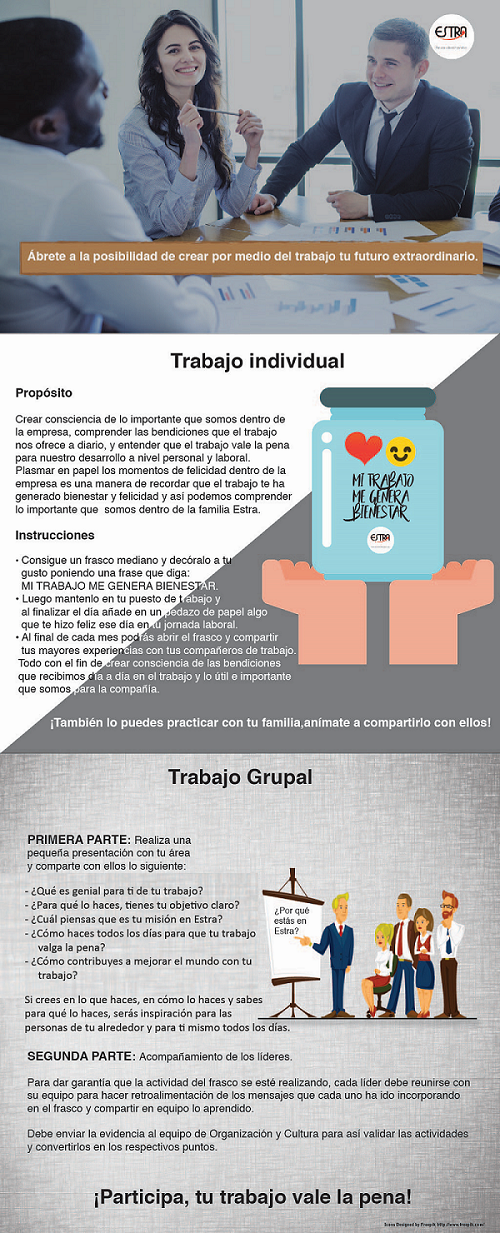 ESTRA
Ábrete a la posibilidad de crear por medio del trabajo tu futuro extraordinario.
Trabajo individual
Propósito
Crear consciencia de lo importante que somos dentro de
la empresa, comprender las bendiciones que el trabajo
nos ofrece a diario, y entender que el trabajo vale la pena
para nuestro desarrollo a nivel personal y laboral.
Plasmar en papel los momentos de felicidad dentro de la
empresa es una manera de recordar que el trabajo te ha
generado bienestar y felicidad y así podemos comprender
lo importante que somos dentro de la familia Estra.
MI TRABAJO
ME GENERA
BIENESTAR
ESTRA
Instrucciones
• Consigue un frasco mediano y decóralo a tu
gusto poniendo una frase que diga:
MI TRABAJO ME GENERA BIENESTAR.
• Luego mantenlo en tu puesto de trabajo y
al finalizar el día añade en un pedazo de papel algo
que te hizo feliz ese día en tu jornada laboral.
• Al final de cada mes podrás abrir el frasco y compartir
tus mayores experiencias con tus compañeros de trabajo.
Todo con el fin de crear consciencia de las bendiciones
que recibimos día a día en el trabajo y lo útil e importante
que somos para la compañía.
¡También lo puedes practicar con tu familia,anímate a compartirlo con ellos!
Trabajo Grupal
PRIMERA PARTE: Realiza una
pequeña presentación con tu área
y comparte con ellos lo siguiente:
- ¿Qué es genial para ti de tu trabajo?
- ¿Para qué lo haces, tienes tu objetivo claro?
- ¿Cuál piensas que es tu misión en Estra?
- ¿Cómo haces todos los días para que tu trabajo
valga la pena?
- ¿Cómo contribuyes a mejorar el mundo con tu
trabajo?
¿Por qué
estás en
Estra?
Si crees en lo que haces, en cómo lo haces y sabes
para qué lo haces, serás inspiración para las
personas de tu alrededor y para ti mismo todos los días.
SEGUNDA PARTE: Acompañamiento de los líderes.
Para dar garantía que la actividad del frasco se esté realizando, cada líder debe reunirse con
su equipo para hacer retroalimentación de los mensajes que cada uno ha ido incorporando
en el frasco y compartir en equipo lo aprendido.
Debe enviar la evidencia al equipo de Organización y Cultura para así validar las actividades
y convertirlos en los respectivos puntos.
¡Participa, tu trabajo vale la pena!